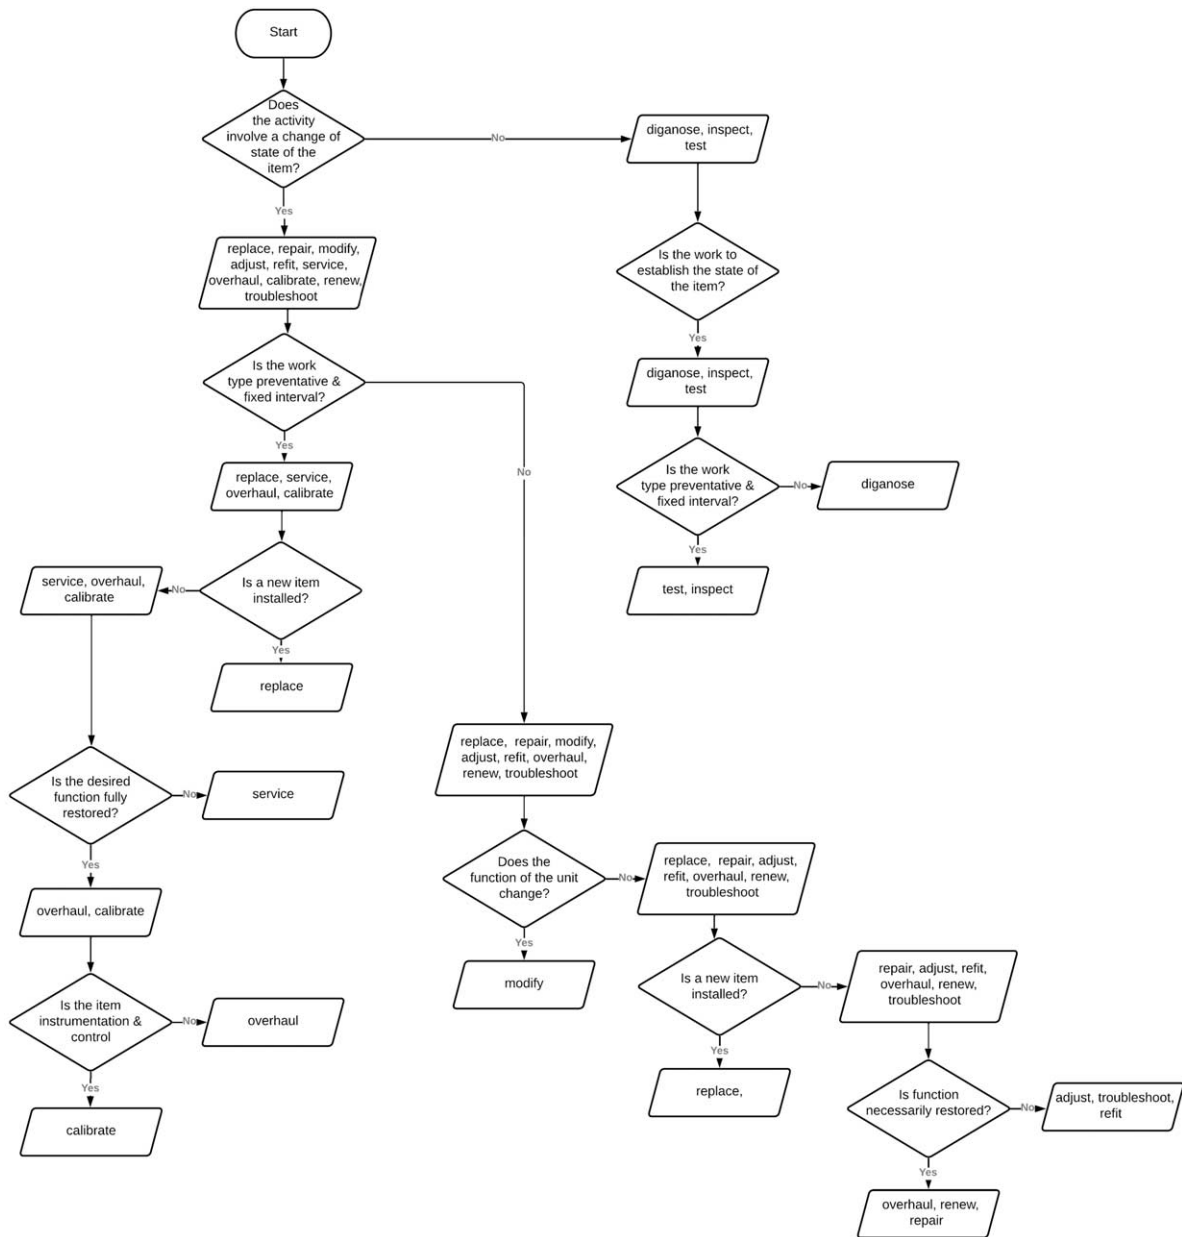 Start
Does
the activity
involve a change of
state of the
item?
No
diganose, inspect,
test
Yes
replace, repair, modify,
adjust, refit, service,
overhaul, calibrate, renew,
troubleshoot
Is the work to
establish the state of
the item?
Yes
Is the work
type preventative &
fixed interval?
diganose, inspect,
test
Yes
No
replace, service,
overhaul, calibrate
Is the work
type preventative &
fixed interval?
No
diganose
Yes
test, inspect
Is a new item
installed?
No
service, overhaul,
calibrate
Yes
replace
Is the desired
function fully
restored?
No
service
Yes
overhaul, calibrate
Is the item
instrumentation &
control
No
overhaul
Yes
calibrate
replace, repair, modify,
adjust, refit, overhaul,
renew, troubleshoot
Does the
function of the unit
change?
No
replace, repair, adjust,
refit, overhaul, renew,
troubleshoot
Yes
modify
Is a new item
installed?
No
repair, adjust, refit,
overhaul, renew,
troubleshoot
Yes
replace,
Is function
necessarily restored?
No
adjust, troubleshoot,
refit
Yes
overhaul, renew,
repair